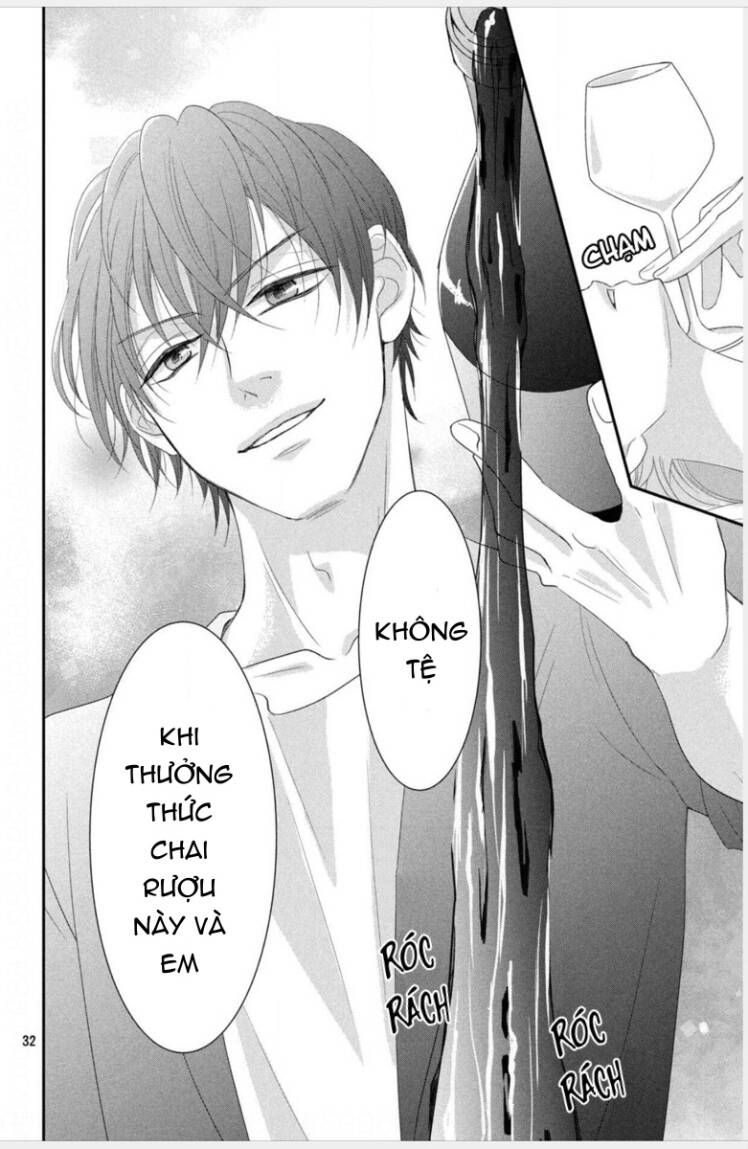 CHẠM
KHÔNG
TỆ
KHI
THƯỞNG
THỨC
CHAI
RƯỢU
NÀY VÀ
EM
RÓC
RÁCH
RÓC
RÁCH
32